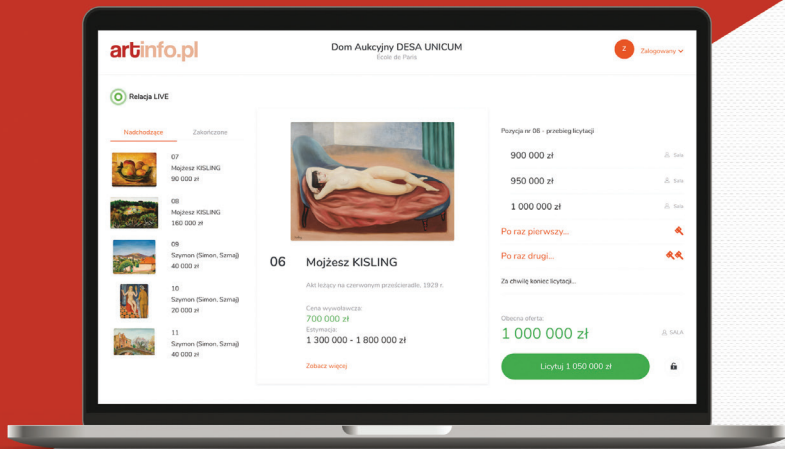 artinfo.pl
Dom Aukcyjny DESA UNICUM
Ecole de Paris
Z
Zalogowany
Relacja LIVE
Nadchodzące
Zakończone
07
Mojżesz KISLING
90 000 zł
08
Mojżesz KISLING
160 000 zł
09
Szymon (Simon, Szmaj)
40 000 zł
10
Szymon (Simon, Szmaj)
20 000 zł
11
Szymon (Simon, Szmaj)
40 000 zł
06
Mojżesz KISLING
Akt leżący na czerwonym prześcieradle, 1929 r.
Cena wywoławcza:
700 000 zł
Estymacja:
1 300 000 - 1 800 000 zł
Zobacz więcej
Pozycja nr 06 - przebieg licytacji
900 000 zł
Sala
950 000 zł
Sala
1 000 000 zł
Sala
Po raz pierwszy...
Po raz drugi...
Za chwilę koniec licytacji...
Obecna oferta:
1 000 000 zł
SALA
Licytuj 1 050 000 zł